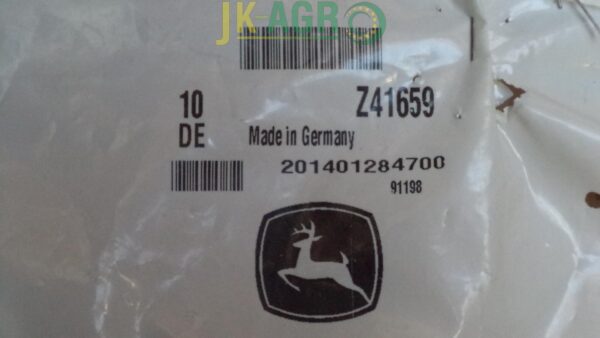 JK-AGRO
10 Z41659
DE Made in Germany
201401284700
91198